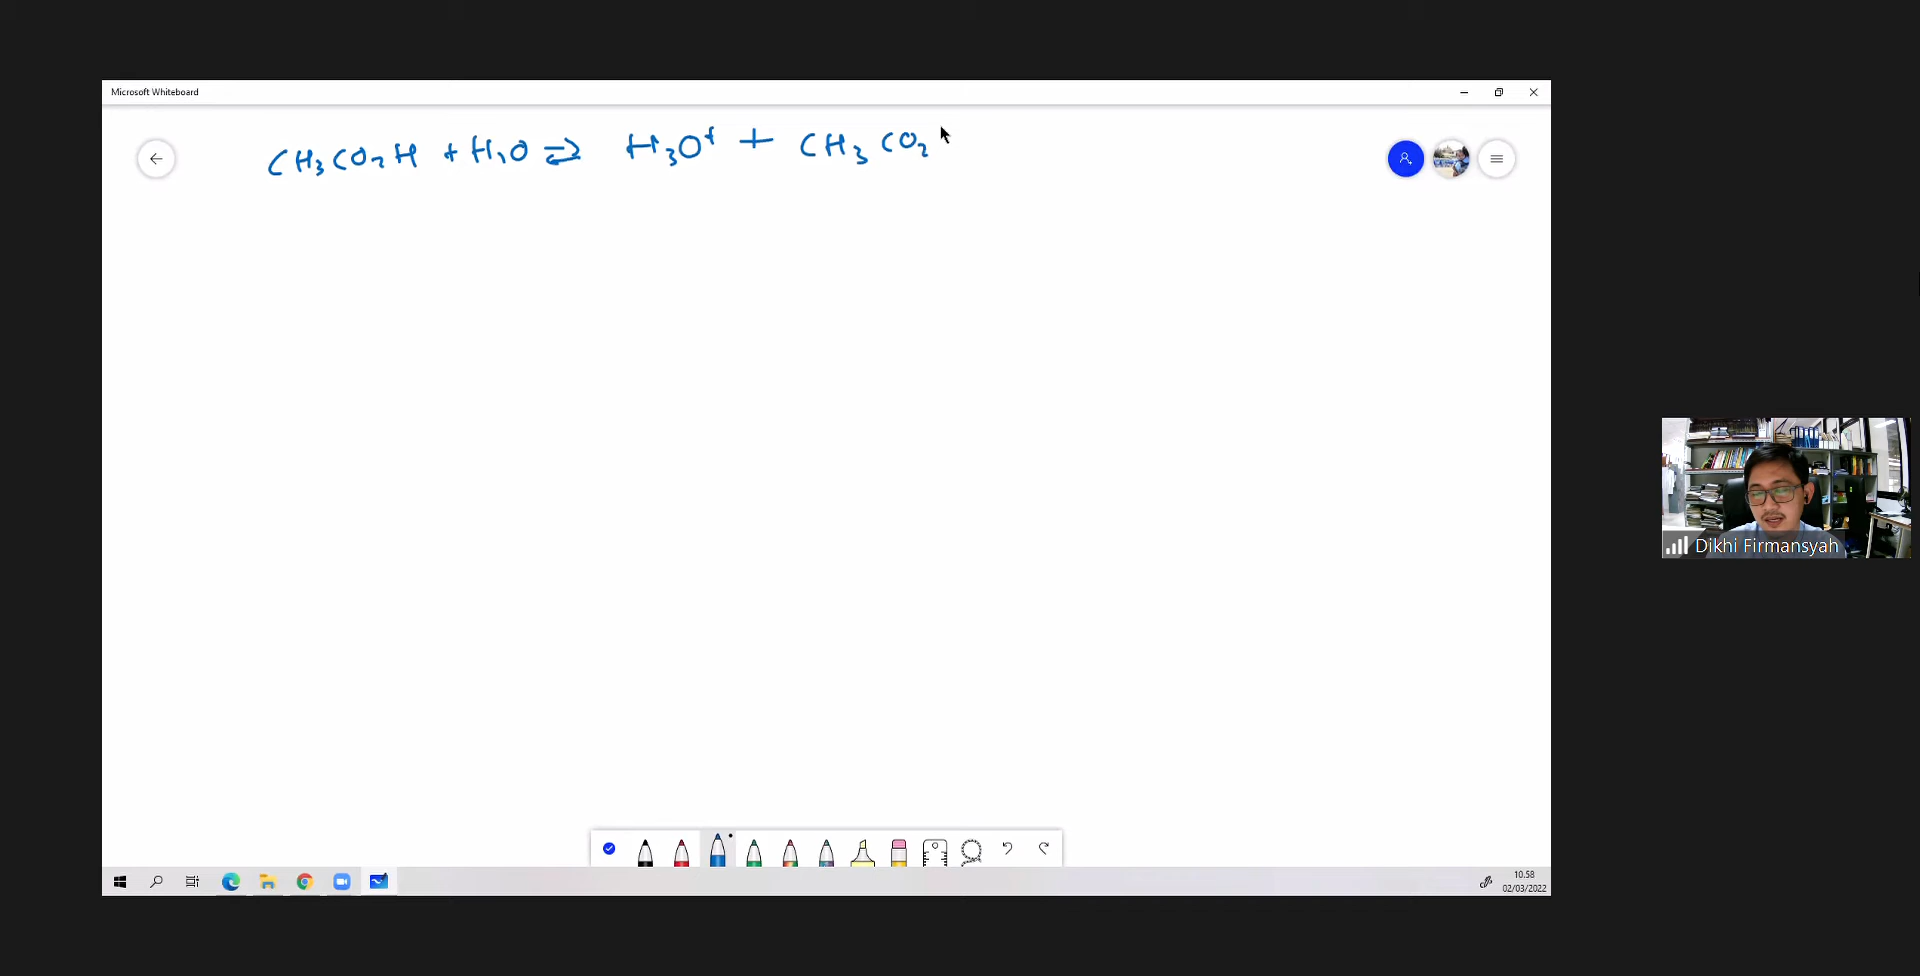 Microsoft Whiteboard
CH₃CO₂H + H₂O ⇌ H₃O⁺ + CH₃CO₂
Dikhi Firmansyah
10.58
02/03/2022